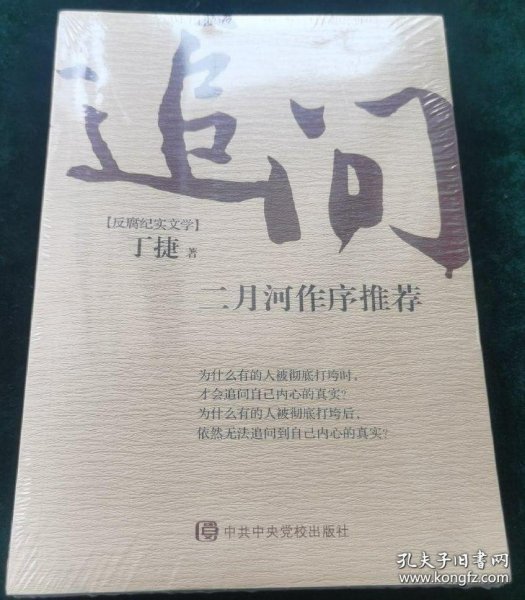 追问
【反腐纪实文学】
丁捷 著
二月河作序推荐
为什么有的人被彻底打垮时，
才会追问自己内心的真实？
为什么有的人被彻底打垮后，
依然无法追问到自己内心的真实？
中共中央党校出版社
孔夫子旧书网
kongfz.com